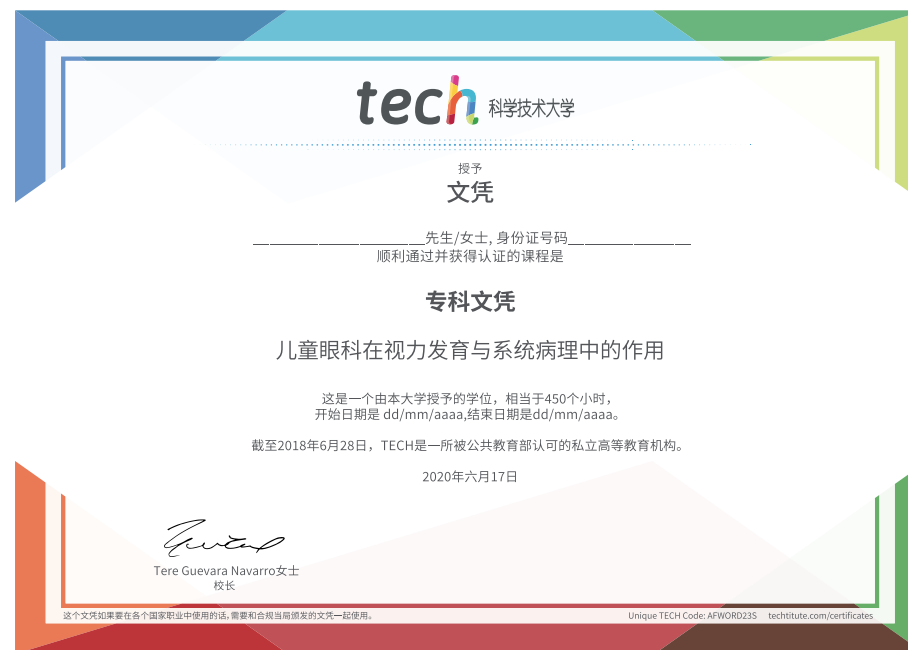 tech 科学技术大学
授予
文凭
______________________先生/女士, 身份证号码________________
顺利通过并获得认证的课程是
专科文凭
儿童眼科在视力发育与系统病理中的作用
这是一个由本大学授予的学位，相当于450个小时，
开始日期是 dd/mm/aaaa,结束日期是dd/mm/aaaa。
截至2018年6月28日，TECH是一所被公共教育部认可的私立高等教育机构。
2020年六月17日
Tere Guevara Navarro女士
校长
这个文凭如果要在各个国家职业中使用的话,需要和合规当局颁发的文凭一起使用。
Unique TECH Code: AFWORD23S techtitute.com/certificates